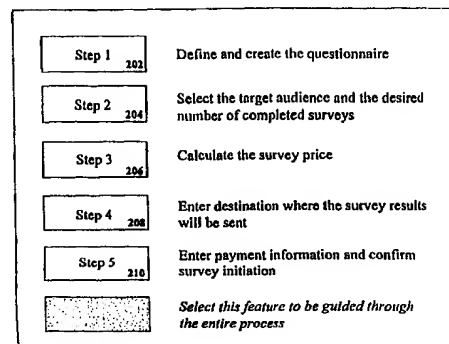 Step 1
202
Define and create the questionnaire
Step 2
204
Select the target audience and the desired
number of completed surveys
Step 3
206
Calculate the survey price
Step 4
208
Enter destination where the survey results
will be sent
Step 5
210
Enter payment information and confirm
survey initiation
Select this feature to be guided through
the entire process